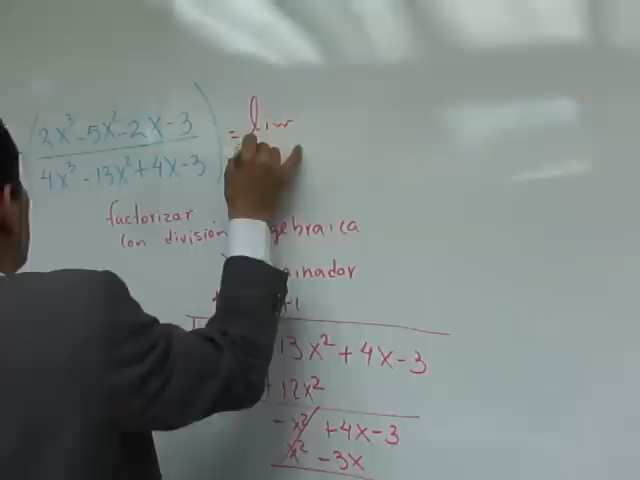 2x³ - 5x² - 2x - 3 = lim
4x³ - 13x² + 4x - 3
factorizar
con división gebraica
inador
+1
13x² + 4x - 3
+ 12x²
- x² + 4x - 3
x² - 3x